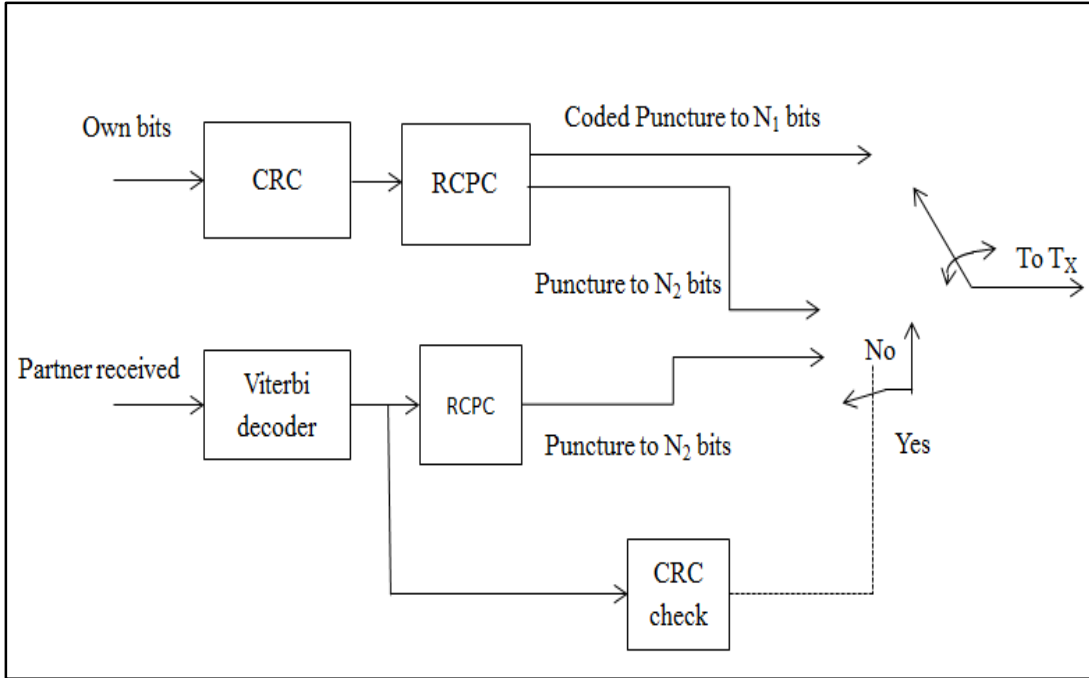 Own bits
CRC
RCPC
Coded Puncture to N₁ bits
Puncture to N₂ bits
To Tₓ
Partner received
Viterbi
decoder
RCPC
Puncture to N₂ bits
No
Yes
CRC
check